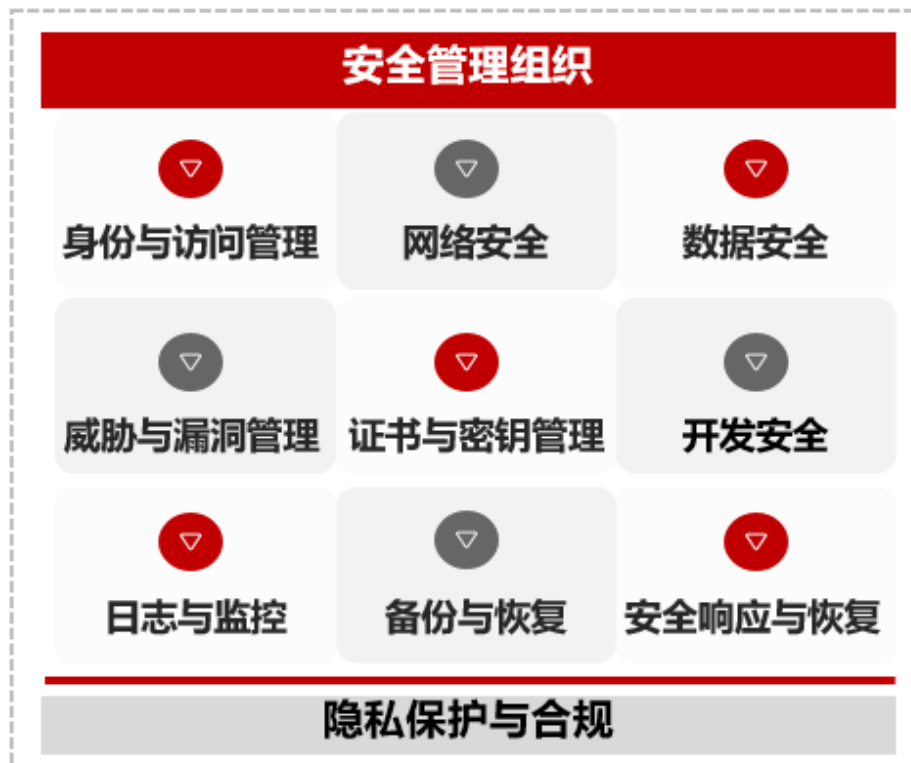 安全管理组织
身份与访问管理
网络安全
数据安全
威胁与漏洞管理
证书与密钥管理
开发安全
日志与监控
备份与恢复
安全响应与恢复
隐私保护与合规